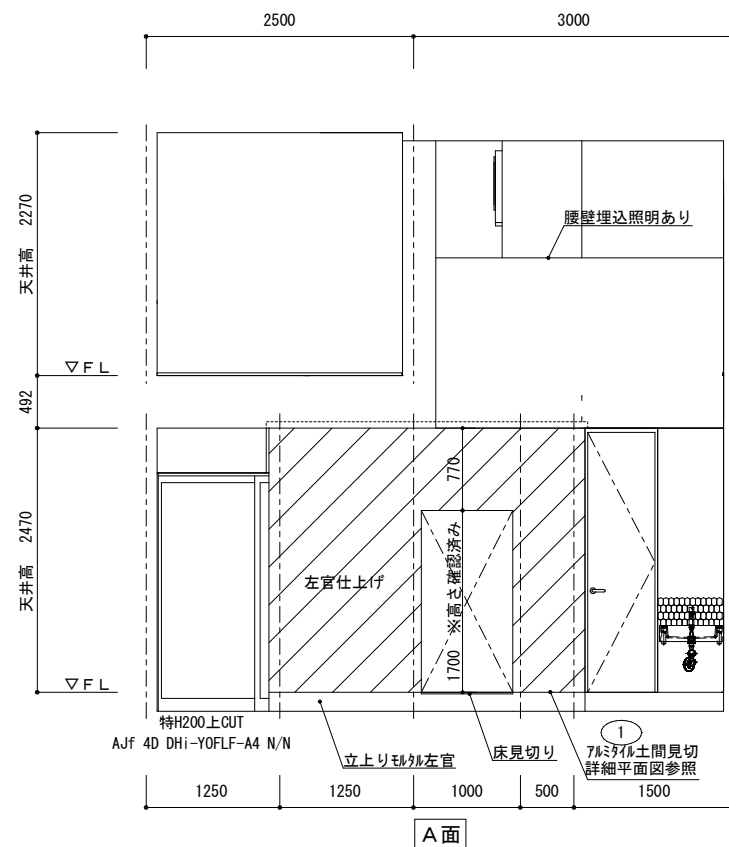 2500
3000
2270
天井高
腰壁埋込照明あり
▽ＦＬ
492
770
2470
天井高
※高さ確認済み
左官仕上げ
1700
▽ＦＬ
特H200上CUT
AJf 4D DHi-YOFLF-A4 N/N
立上りﾓﾙﾀﾙ左官
床見切り
1
ｱﾙﾐﾀｲﾙ土間見切
詳細平面図参照
1250
1250
1000
500
1500
A面